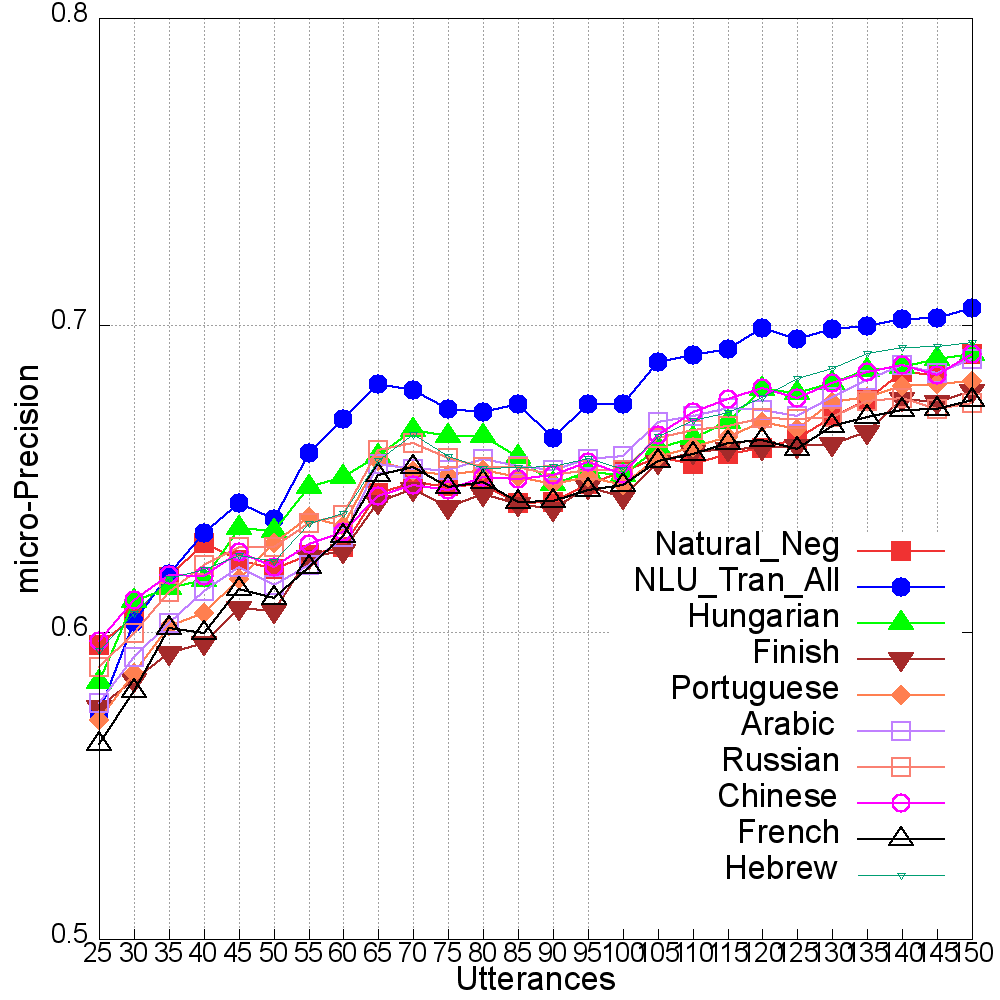 0.8
0.7
0.6
0.5
micro-Precision
Natural_Neg
NLU_Tran_All
Hungarian
Finish
Portuguese
Arabic
Russian
Chinese
French
Hebrew
25 30 35 40 45 50 55 60 65 70 75 80 85 90 95 100 105 110 115 120 125 130 135 140 145 150
Utterances